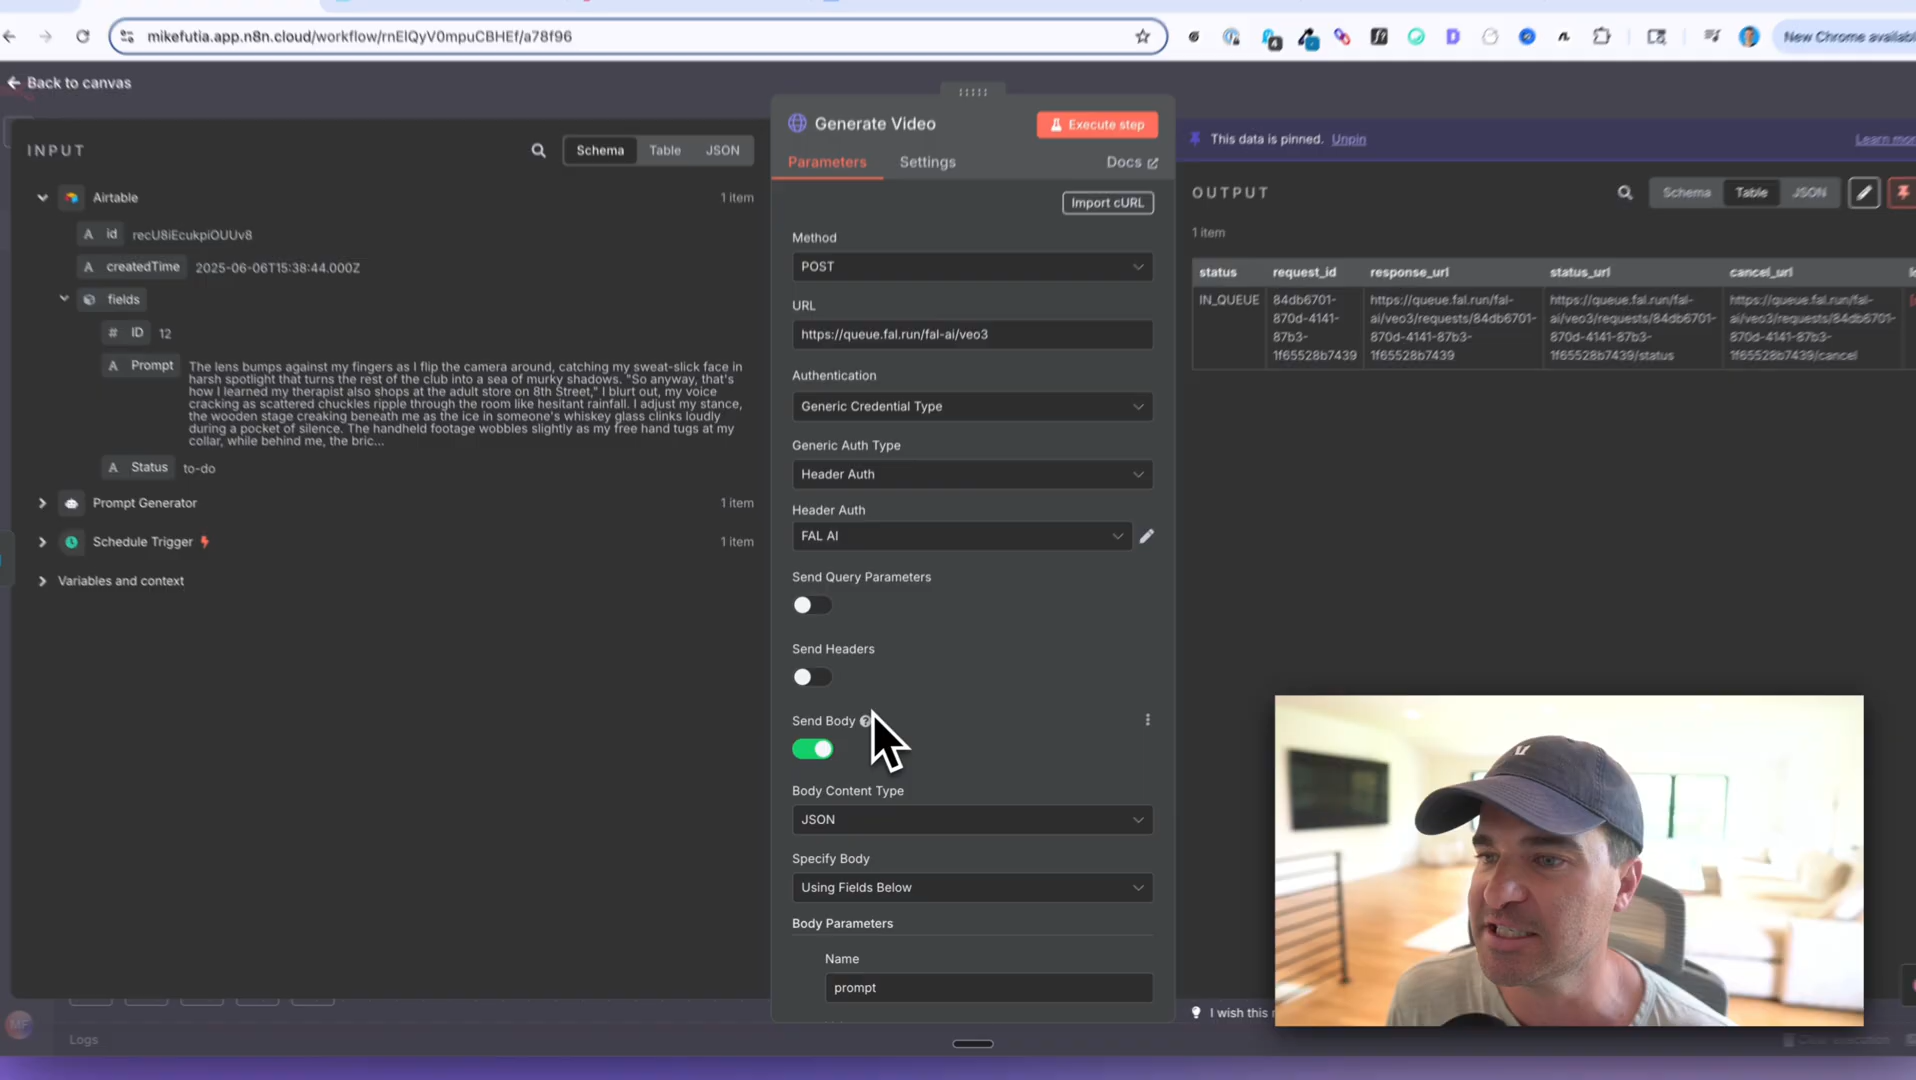 mikefutia.app.n8n.cloud/workflow/rnElQyV0mpuCBHEf/a78f96
New Chrome availabl
Back to canvas
INPUT
Schema
Table
JSON
Airtable
1 item
A id
recU8iEcukpiOUUv8
A createdTime
2025-06-06T15:38:44.000Z
fields
# ID
12
A Prompt
The lens bumps against my fingers as I flip the camera around, catching my sweat-slick face in
harsh spotlight that turns the rest of the club into a sea of murky shadows. "So anyway, that's
how I learned my therapist also shops at the adult store on 8th Street," I blurt out, my voice
cracking as scattered chuckles ripple through the room like hesitant rainfall. I adjust my stance,
the wooden stage creaking beneath me as the ice in someone's whiskey glass clinks loudly
during a pocket of silence. The handheld footage wobbles slightly as my free hand tugs at my
collar, while behind me, the bric...
A Status
to-do
Prompt Generator
1 item
Schedule Trigger
1 item
Variables and context
MF
Logs
Generate Video
Execute step
Parameters
Settings
Docs
Import cURL
Method
POST
URL
https://queue.fal.run/fal-ai/veo3
Authentication
Generic Credential Type
Generic Auth Type
Header Auth
Header Auth
FAL AI
Send Query Parameters
Send Headers
Send Body
Body Content Type
JSON
Specify Body
Using Fields Below
Body Parameters
Name
prompt
This data is pinned. Unpin
Learn mor
OUTPUT
Schema
Table
JSON
1 item
status
request_id
response_url
status_url
cancel_url
IN_QUEUE
84db6701-
870d-4141-
87b3-
1f65528b7439
https://queue.fal.run/fal-
ai/veo3/requests/84db6701-
870d-4141-87b3-
1f65528b7439
https://queue.fal.run/fal-
ai/veo3/requests/84db6701-
870d-4141-87b3-
1f65528b7439/status
https://queue.fal.run/fal-
ai/veo3/requests/84db6701-
870d-4141-87b3-
1f65528b7439/cancel
I wish this